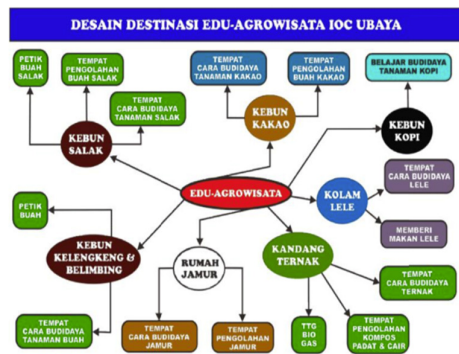 DESAIN DESTINASI EDU-AGROWISATA IOC UBAYA
PETIK
BUAH
SALAK
TEMPAT
PENGOLAHAN
BUAH SALAK
TEMPAT
CARA BUDIDAYA
TANAMAN SALAK
KEBUN
SALAK
TEMPAT
CARA BUDIDAYA
TANAMAN KAKAO
TEMPAT
PENGOLAHAN
BUAH KAKAO
KEBUN
KAKAO
BELAJAR BUDIDAYA
TANAMAN KOPI
KEBUN
KOPI
EDU-AGROWISATA
KOLAM
LELE
TEMPAT
CARA BUDIDAYA
LELE
MEMBERI
MAKAN LELE
PETIK
BUAH
KEBUN
KELENGKENG &
BELIMBING
TEMPAT
CARA BUDIDAYA
TANAMAN BUAH
RUMAH
JAMUR
TEMPAT
CARA BUDIDAYA
JAMUR
TEMPAT
PENGOLAHAN
JAMUR
KANDANG
TERNAK
TTG
BIO
GAS
TEMPAT
PENGOLAHAN
KOMPOS
PADAT & CAIR
TEMPAT
CARA BUDIDAYA
TERNAK